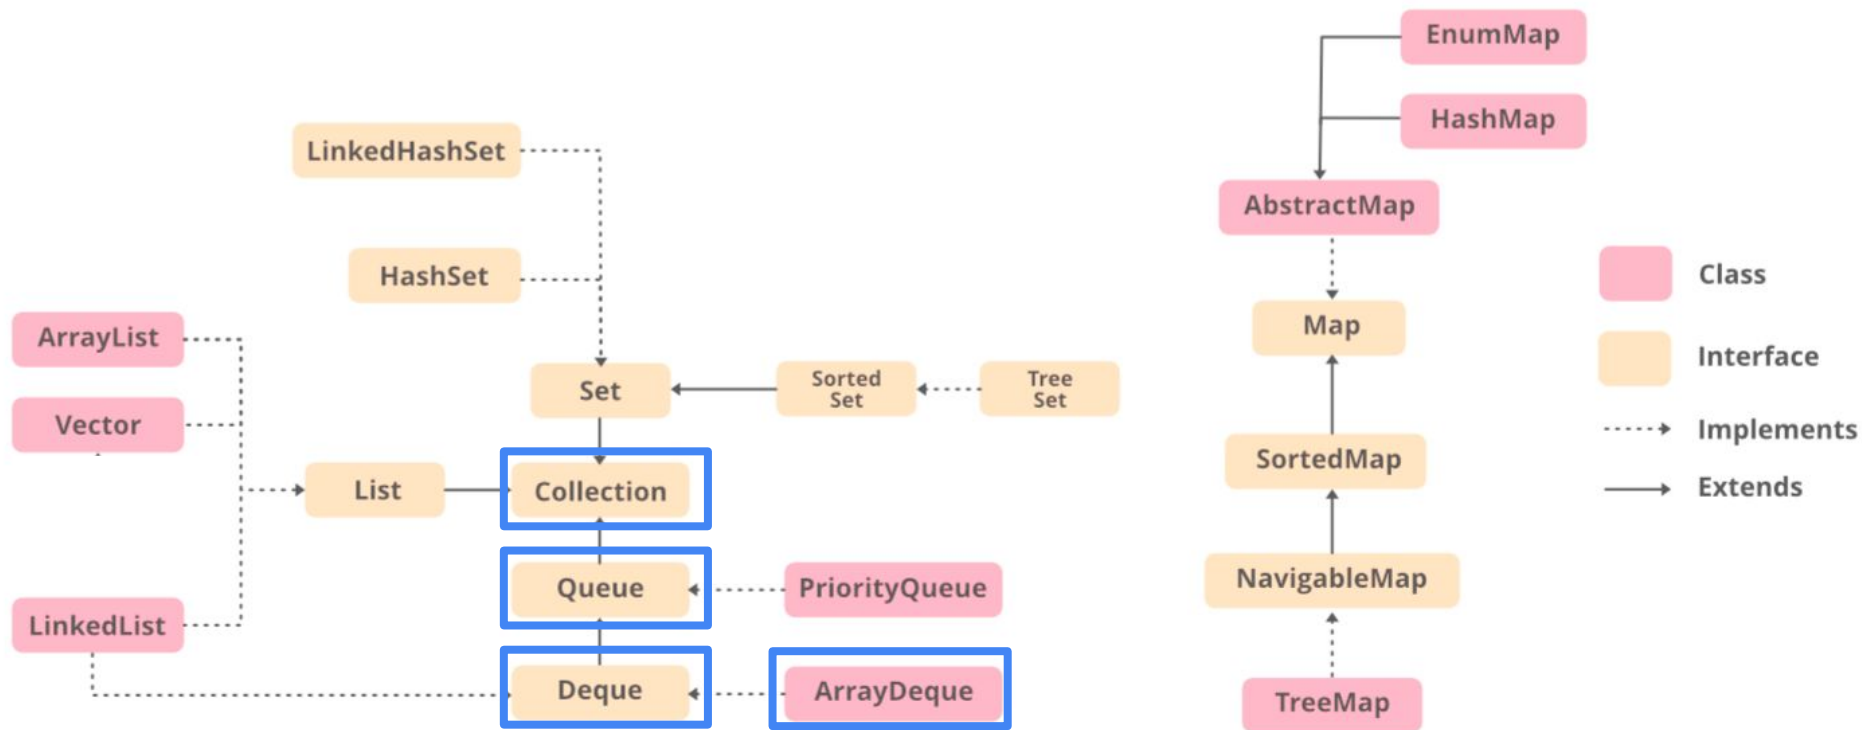 EnumMap
HashMap
LinkedHashSet
AbstractMap
HashSet
Class
ArrayList
Map
Interface
Set
Sorted
Set
Tree
Set
Vector
Implements
SortedMap
List
Collection
Extends
Queue
PriorityQueue
NavigableMap
LinkedList
Deque
ArrayDeque
TreeMap